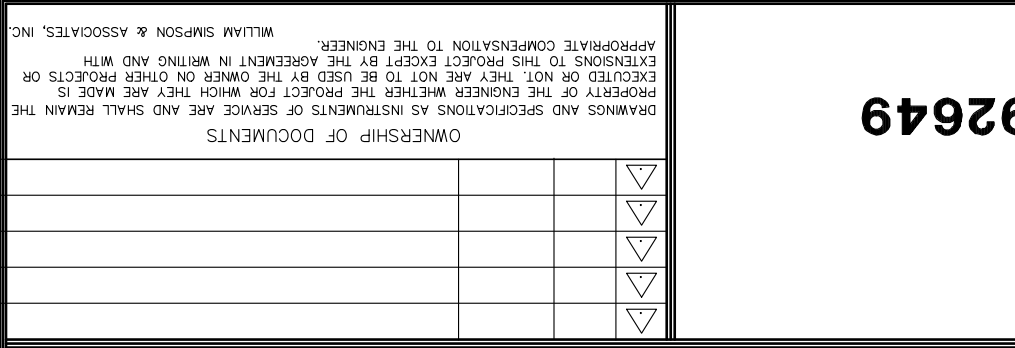 92649
OWNERSHIP OF DOCUMENTS
DRAWINGS AND SPECIFICATIONS AS INSTRUMENTS OF SERVICE ARE AND SHALL REMAIN THE
PROPERTY OF THE ENGINEER WHETHER THE PROJECT FOR WHICH THEY ARE MADE IS
EXECUTED OR NOT. THEY ARE NOT TO BE USED BY THE OWNER ON OTHER PROJECTS OR
EXTENSIONS TO THIS PROJECT EXCEPT BY THE AGREEMENT IN WRITING AND WITH
APPROPRIATE COMPENSATION TO THE ENGINEER.
WILLIAM SIMPSON & ASSOCIATES, INC.